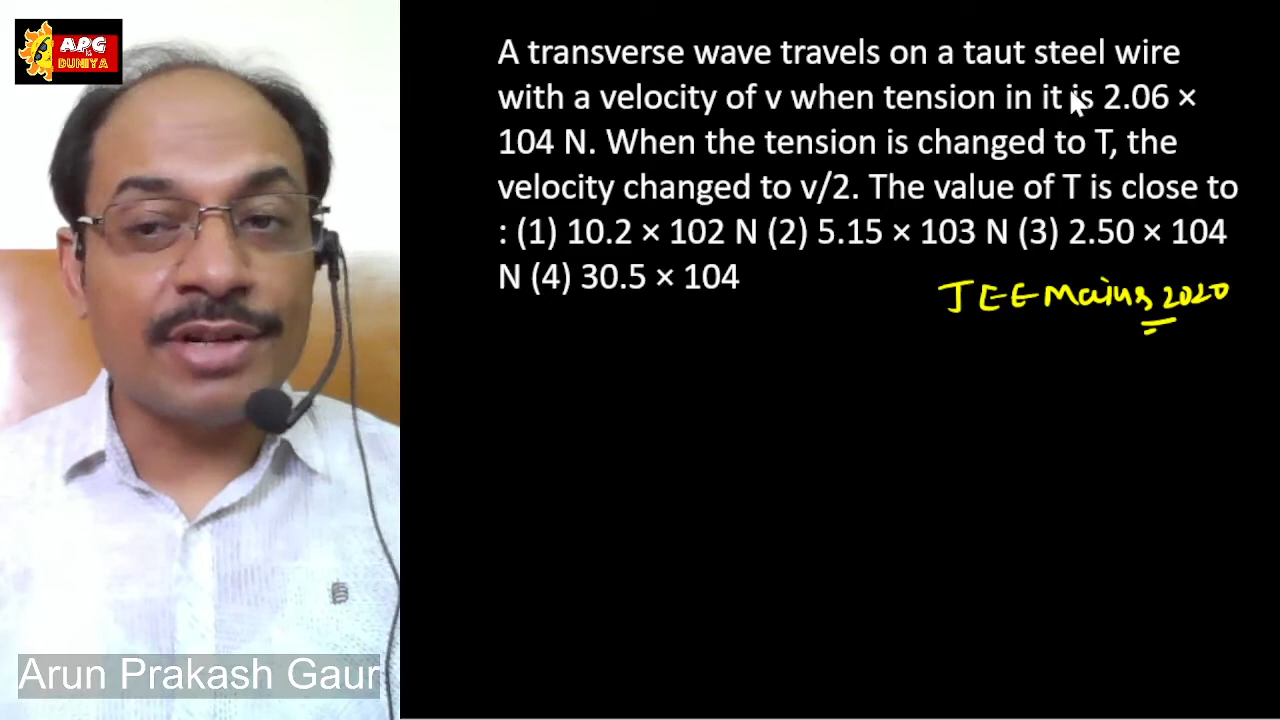 APG
is
DUNIYA
A transverse wave travels on a taut steel wire
with a velocity of v when tension in it is 2.06 ×
104 N. When the tension is changed to T, the
velocity changed to v/2. The value of T is close to
: (1) 10.2 × 102 N (2) 5.15 × 103 N (3) 2.50 × 104
N (4) 30.5 × 104
JEE Mains 2020
Arun Prakash Gaur